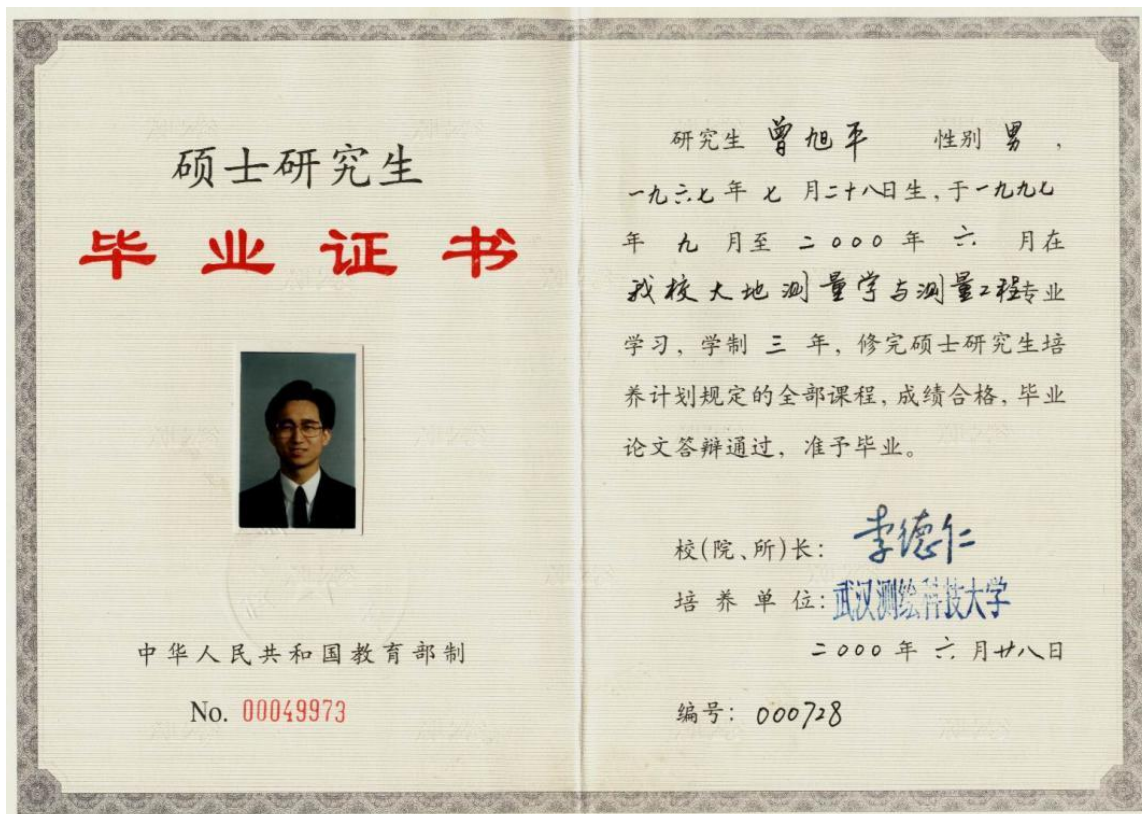 硕士研究生
毕业证书
中华人民共和国教育部制
No. 00049973
研究生 曾旭平 性别 男 ,
一九六七年 七 月二十八日生,于一九九七
年 九 月至 二000 年 六 月在
我校大地测量学与测量工程专业
学习, 学制 三 年, 修完硕士研究生培
养计划规定的全部课程, 成绩合格, 毕业
论文答辩通过, 准予毕业。
校(院、所)长: 李德仁
培 养 单 位: 武汉测绘科技大学
二000 年 六 月廿八日
编号: 000728